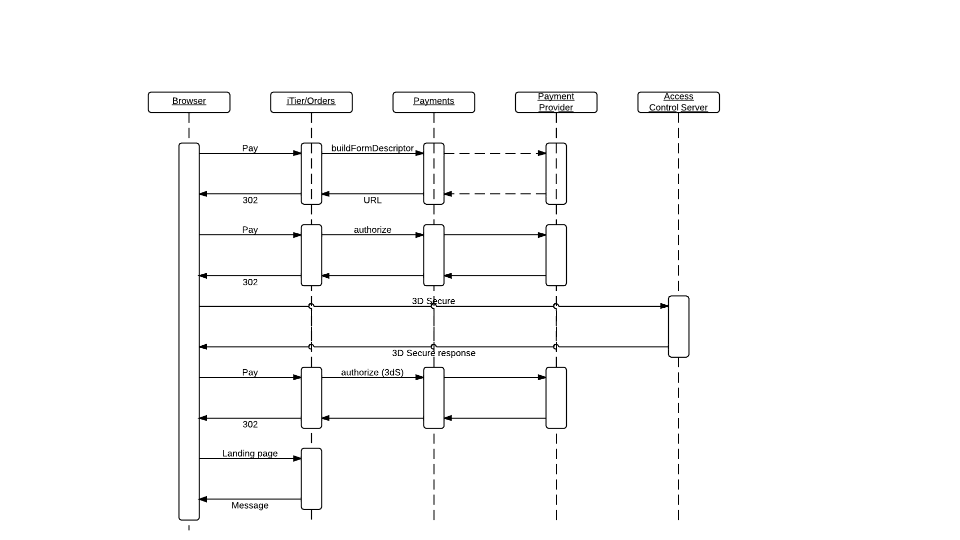 Browser
iTier/Orders
Payments
Payment
Provider
Access
Control Server
Pay
buildFormDescriptor
302
URL
Pay
authorize
302
3D Secure
3D Secure response
Pay
authorize (3dS)
302
Landing page
Message